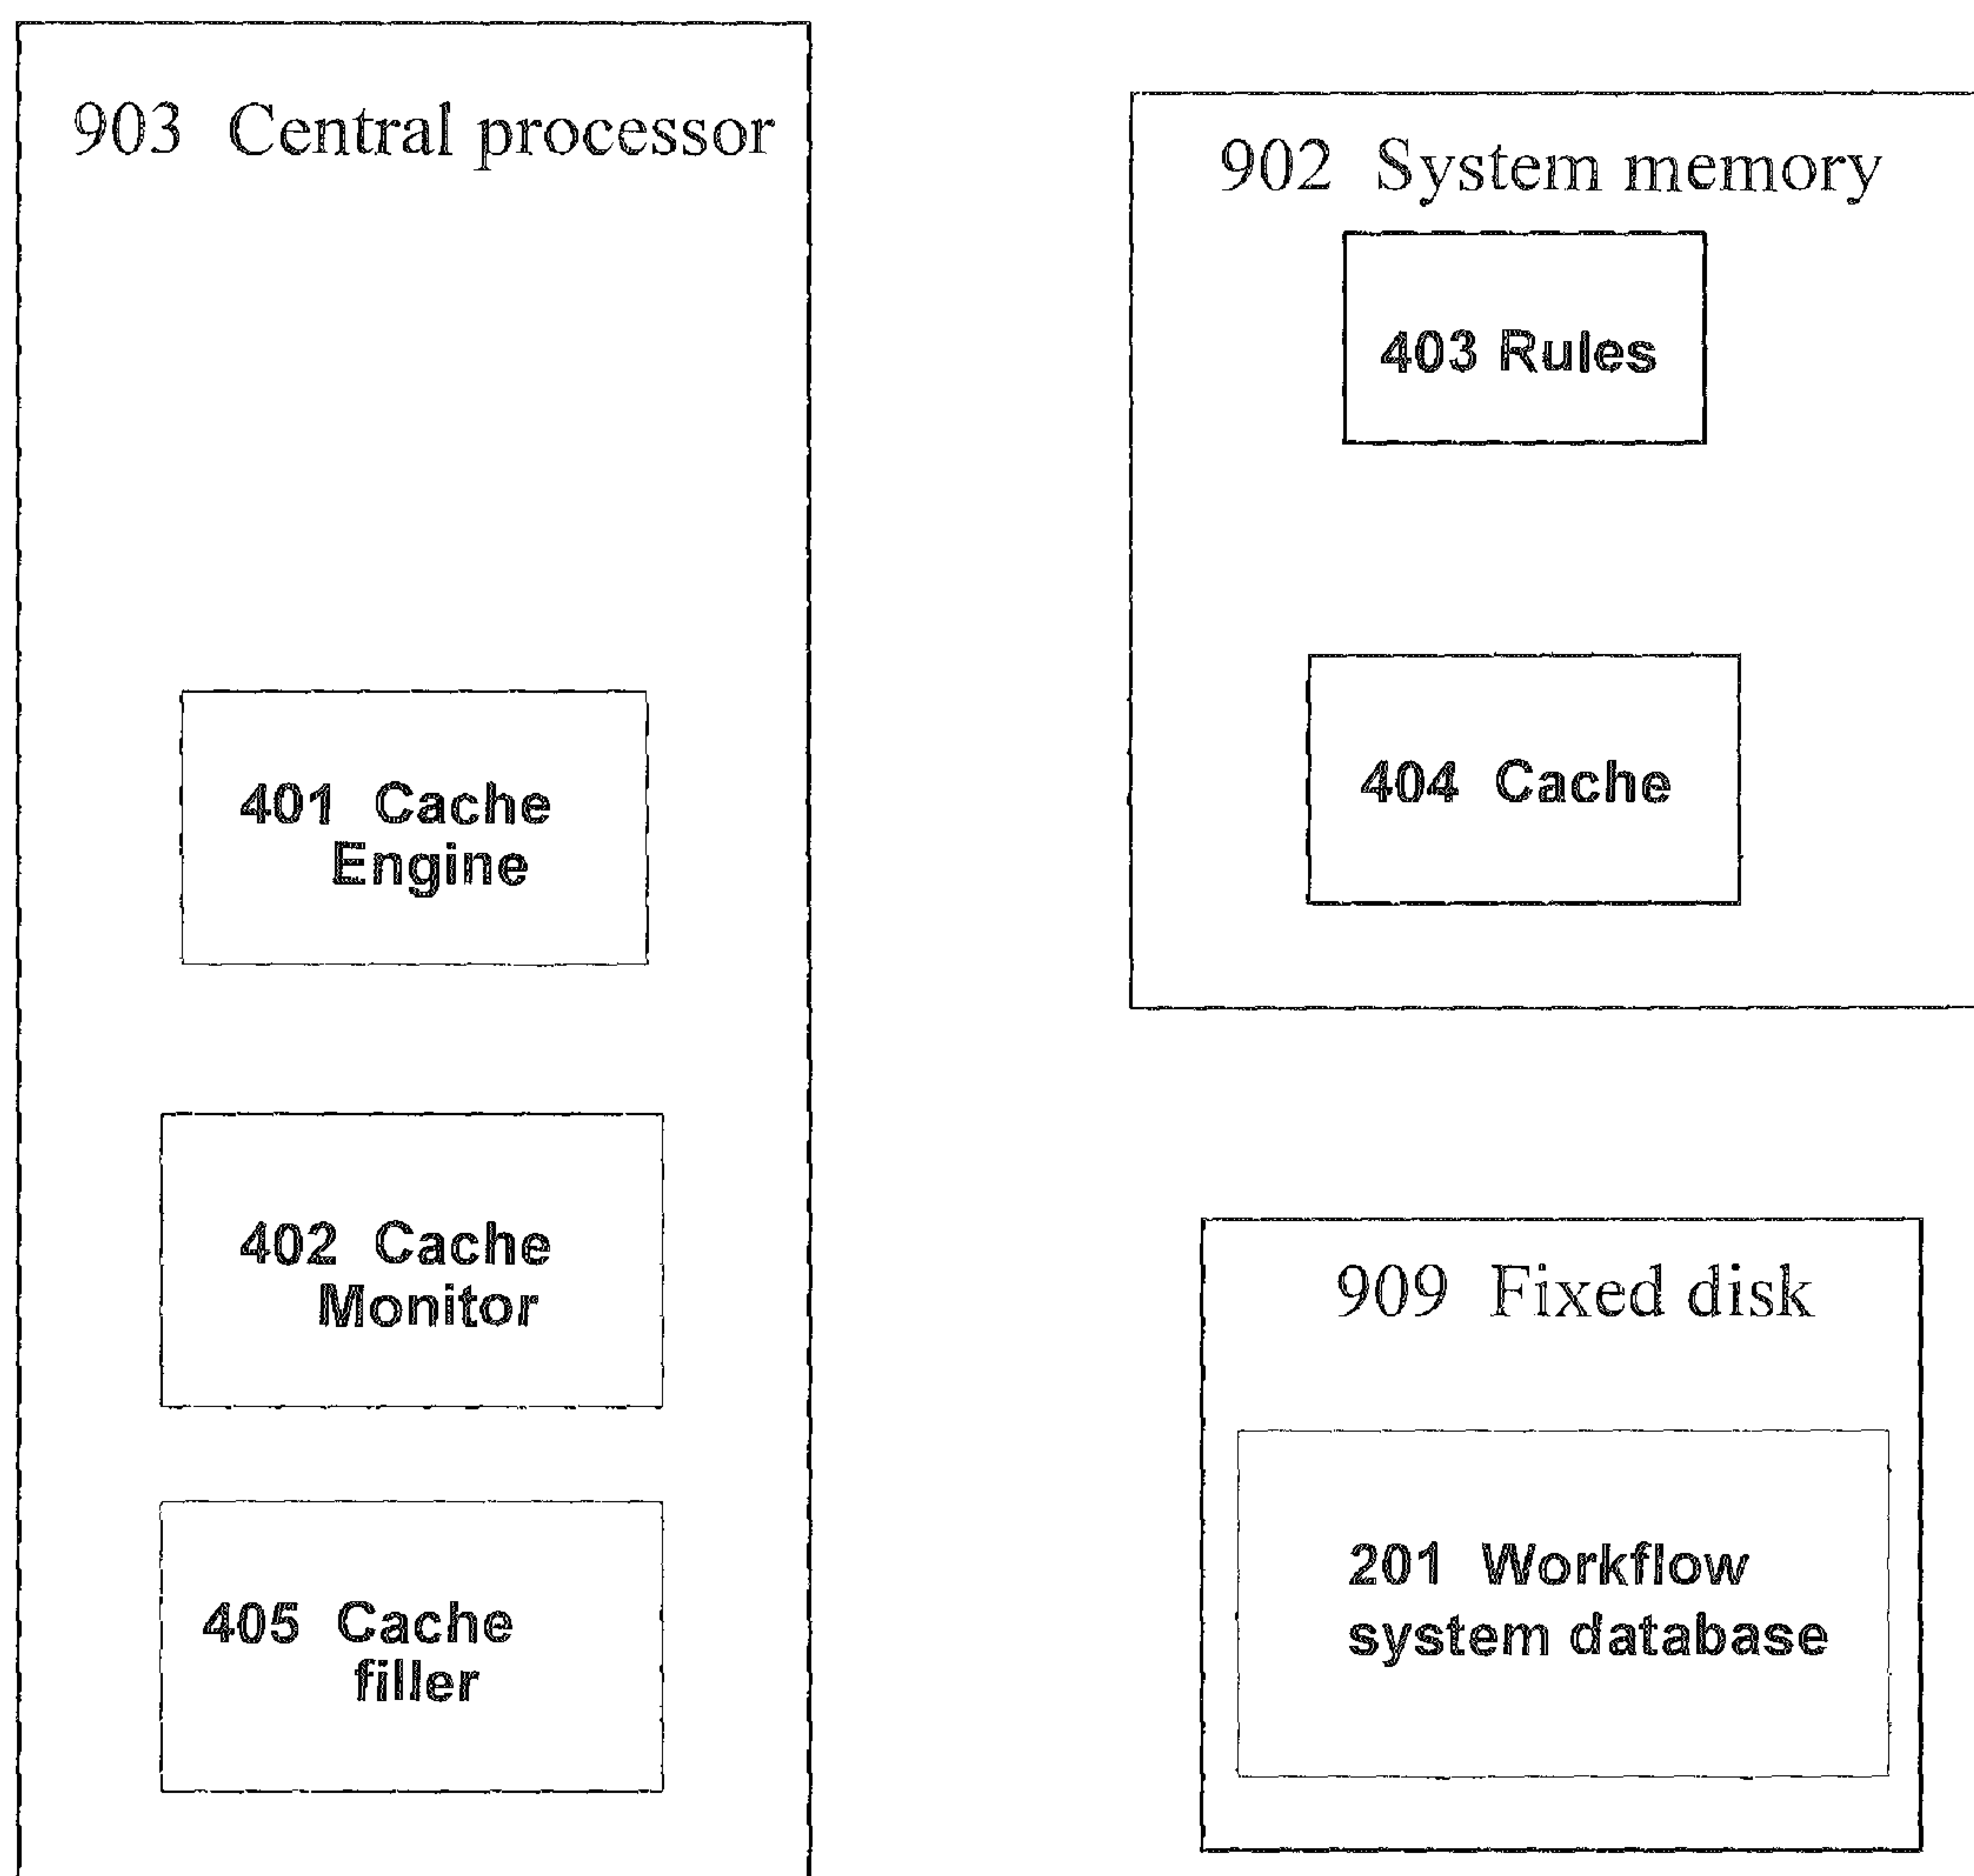 903 Central processor
401 Cache
Engine
402 Cache
Monitor
405 Cache
filler
902 System memory
403 Rules
404 Cache
909 Fixed disk
201 Workflow
system database